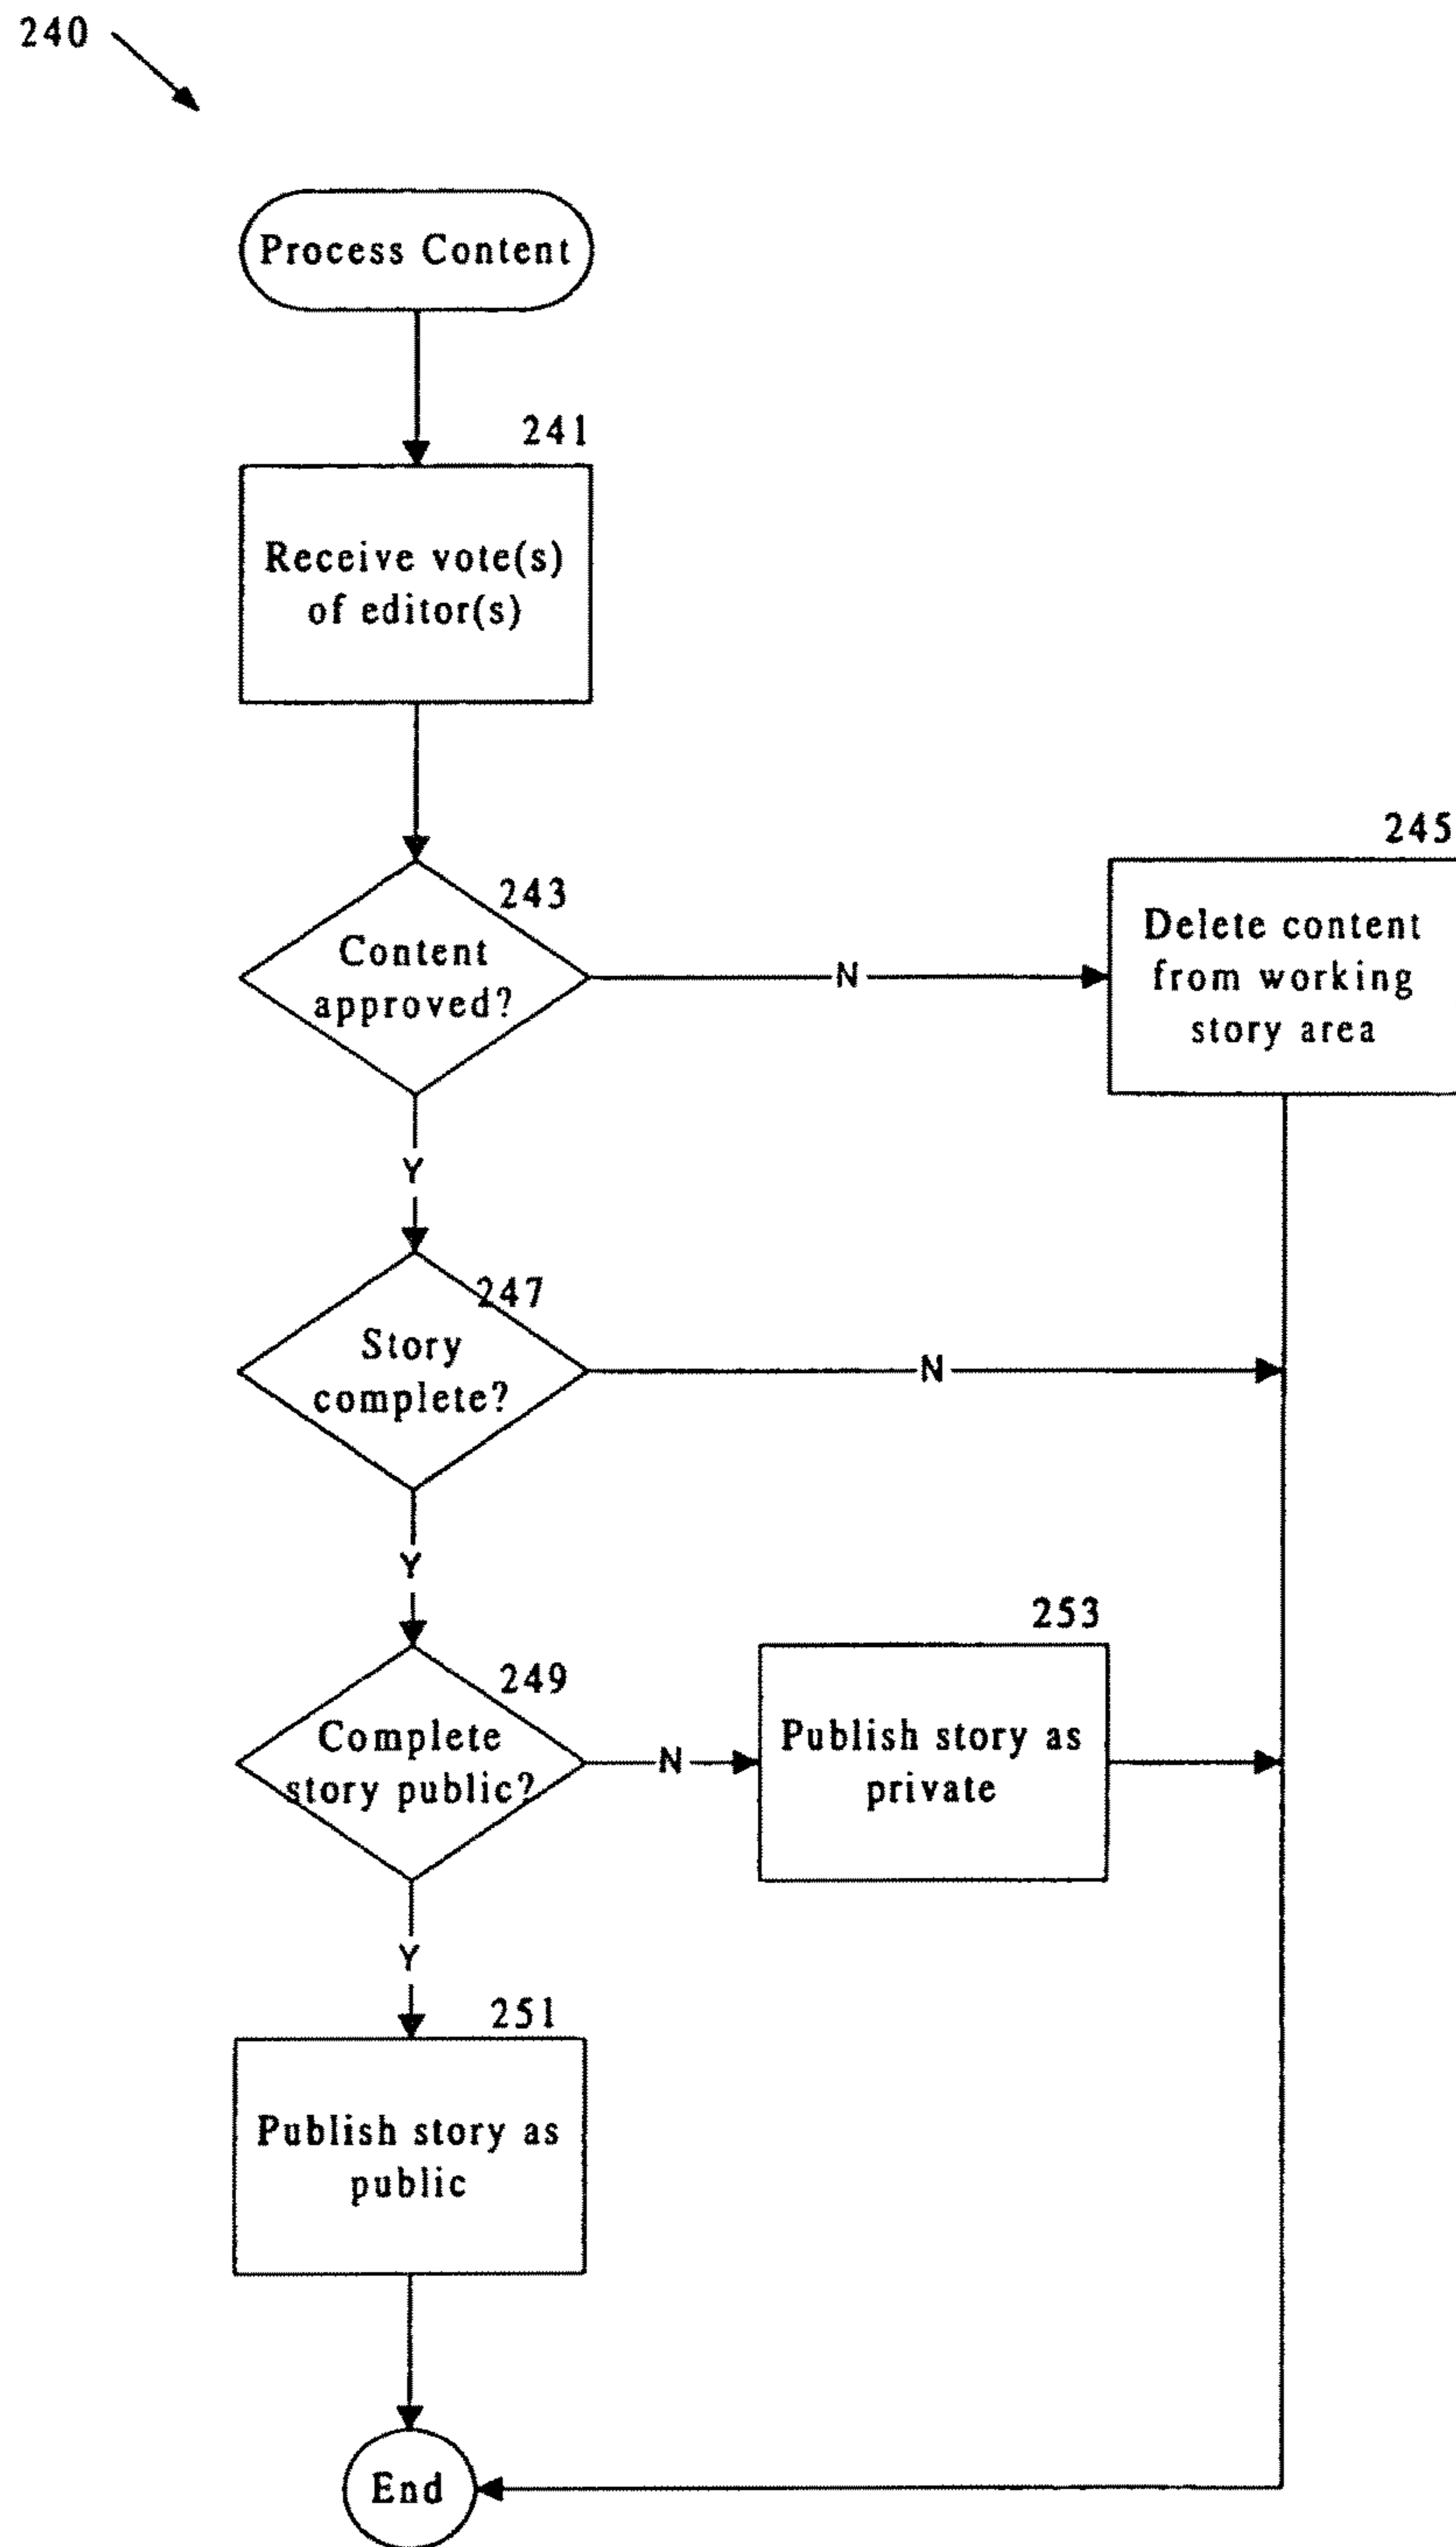 240
Process Content
241
Receive vote(s)
of editor(s)
243
Content
approved?
N
245
Delete content
from working
story area
Y
247
Story
complete?
N
Y
249
Complete
story public?
N
253
Publish story as
private
Y
251
Publish story as
public
End